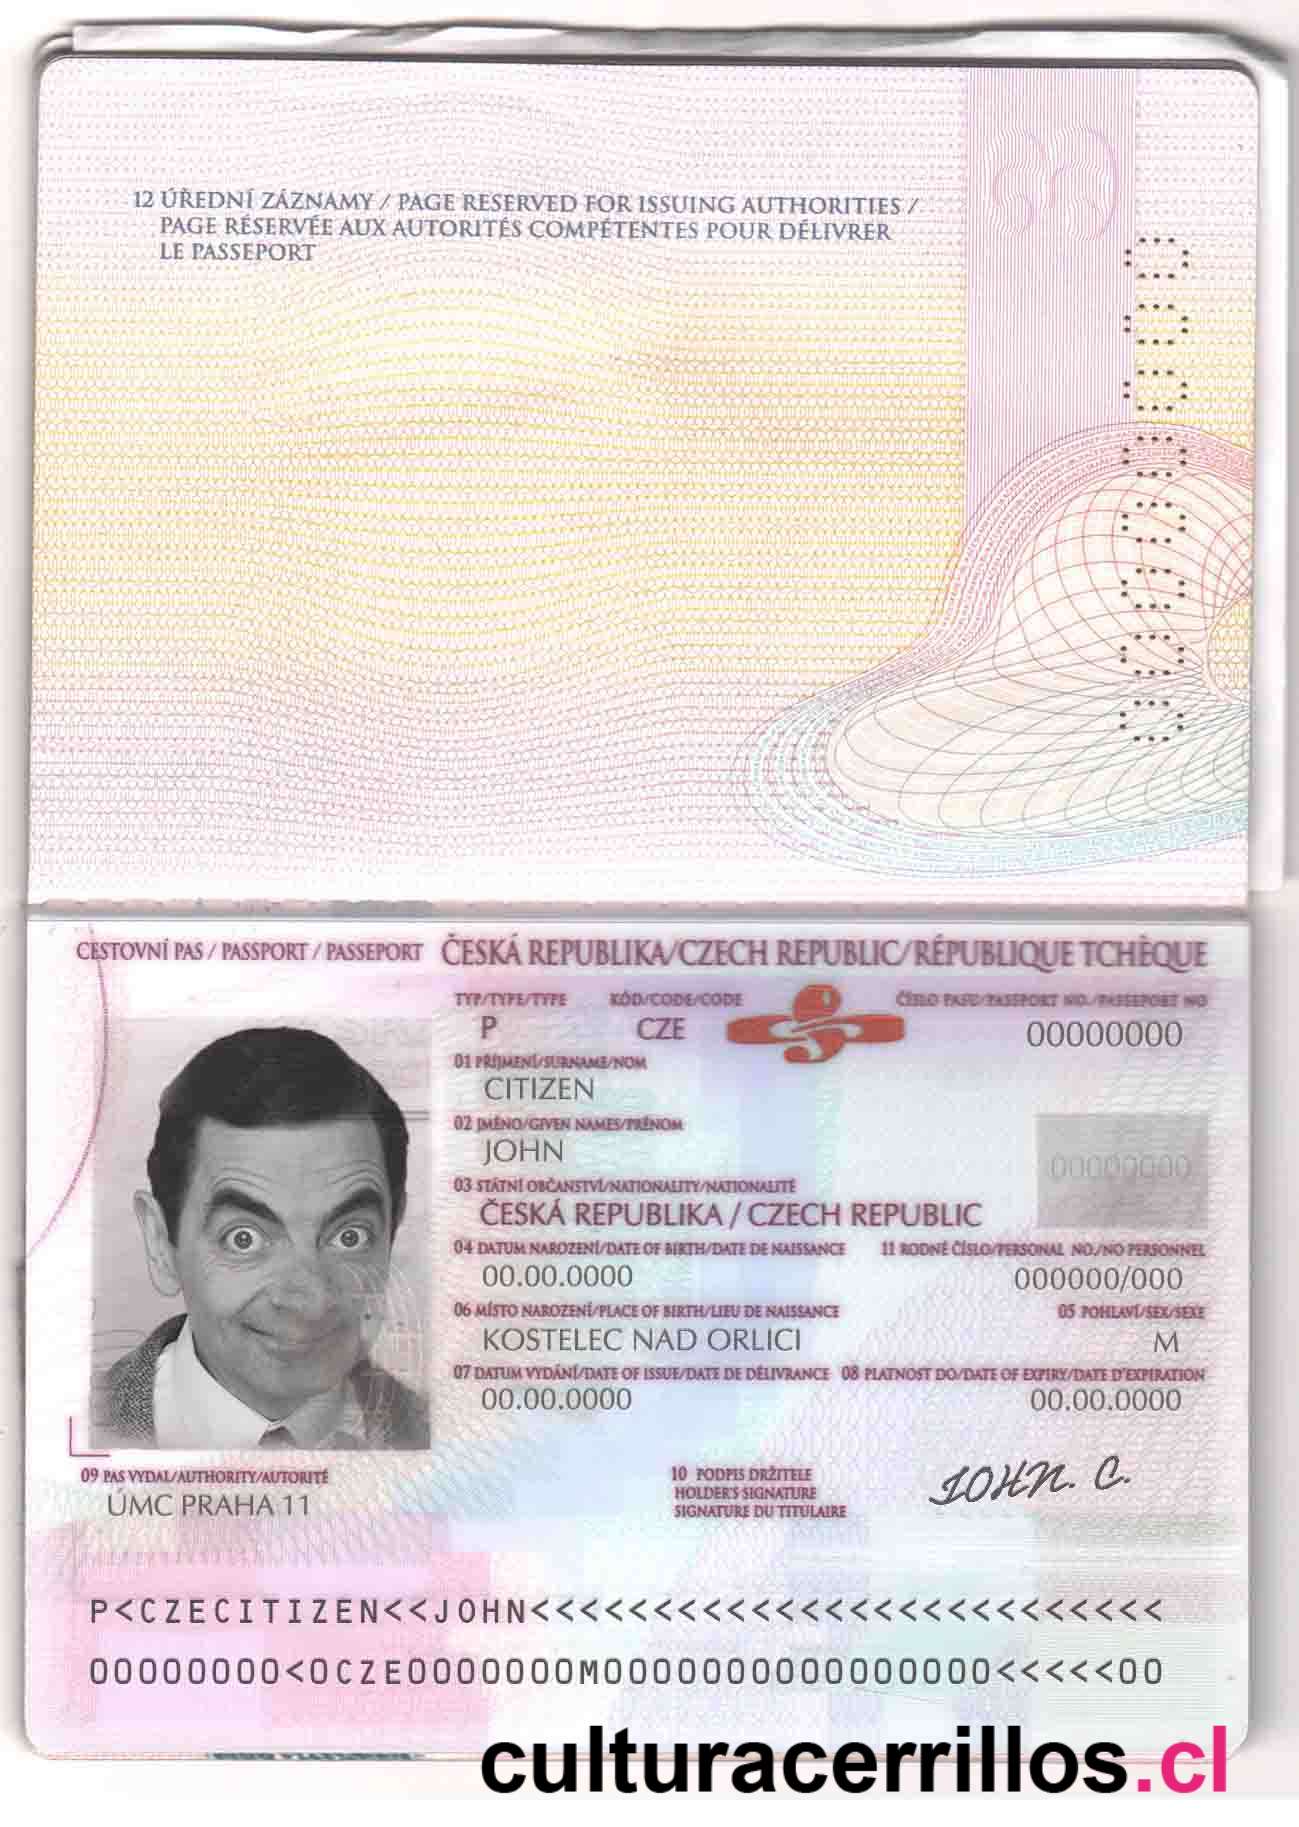 12 ÚŘEDNÍ ZÁZNAMY / PAGE RESERVED FOR ISSUING AUTHORITIES /
PAGE RÉSERVÉE AUX AUTORITÉS COMPÉTENTES POUR DÉLIVRER
LE PASSEPORT
00000000
CESTOVNÍ PAS / PASSPORT / PASSEPORT ČESKÁ REPUBLIKA/CZECH REPUBLIC/RÉPUBLIQUE TCHÈQUE
TYP/TYPE/TYPE KÓD/CODE/CODE ČÍSLO PASU/PASSPORT NO./PASSEPORT NO
P CZE 00000000
01 PŘÍJMENÍ/SURNAME/NOM
CITIZEN
02 JMÉNO/GIVEN NAMES/PRÉNOM
JOHN
00000000
03 STÁTNÍ OBČANSTVÍ/NATIONALITY/NATIONALITÉ
ČESKÁ REPUBLIKA / CZECH REPUBLIC
04 DATUM NAROZENÍ/DATE OF BIRTH/DATE DE NAISSANCE 11 RODNÉ ČÍSLO/PERSONAL NO./NO PERSONNEL
00.00.0000 000000/000
06 MÍSTO NAROZENÍ/PLACE OF BIRTH/LIEU DE NAISSANCE 05 POHLAVÍ/SEX/SEXE
KOSTELEC NAD ORLICI M
07 DATUM VYDÁNÍ/DATE OF ISSUE/DATE DE DÉLIVRANCE 08 PLATNOST DO/DATE OF EXPIRY/DATE D'EXPIRATION
00.00.0000 00.00.0000
09 PAS VYDAL/AUTHORITY/AUTORITÉ
ÚMC PRAHA 11
10 PODPIS DRŽITELE
HOLDER'S SIGNATURE
SIGNATURE DU TITULAIRE
JOHN. C.
P<CZECITIZEN<<JOHN<<<<<<<<<<<<<<<<<<<<<<<<<<
00000000<0CZE0000000M0000000000000000<<<<<00
culturacerrillos.cl